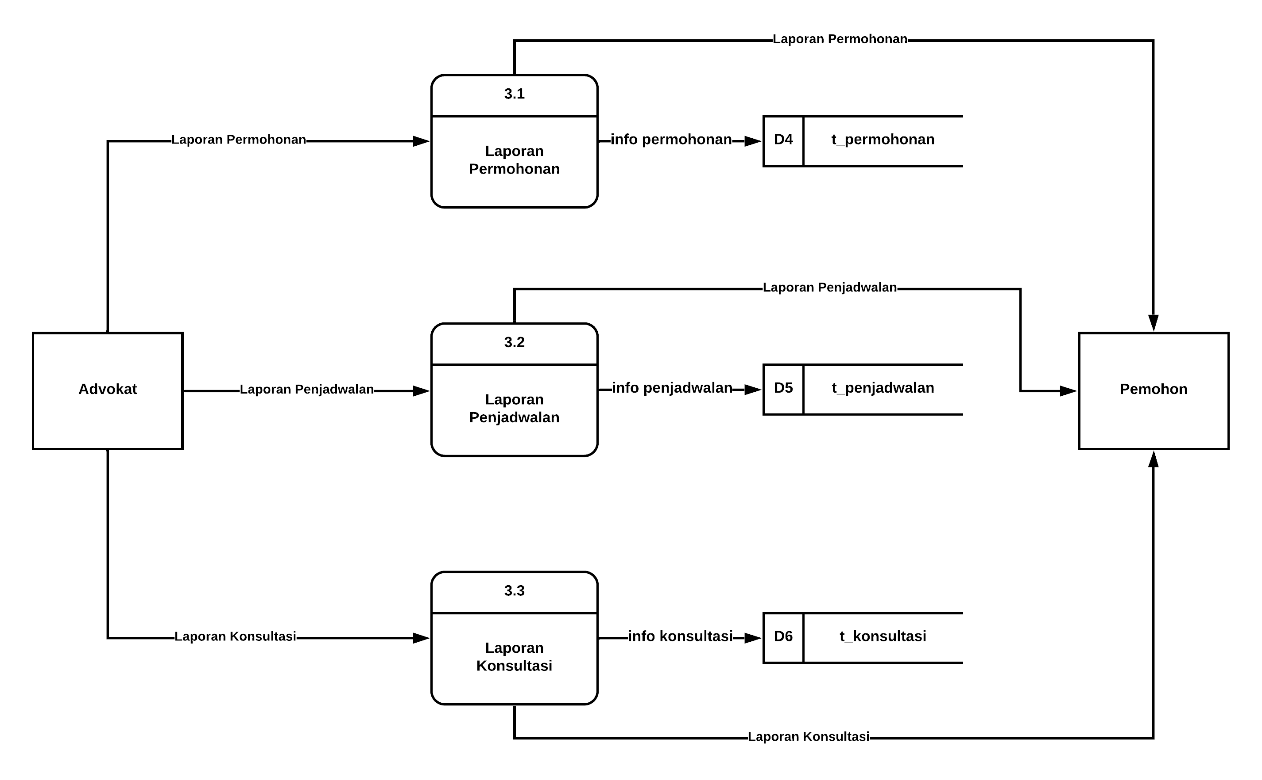 Laporan Permohonan
3.1
Laporan Permohonan
Laporan
Permohonan
info permohonan
D4
t_permohonan
Laporan Penjadwalan
3.2
Advokat
Laporan Penjadwalan
Laporan
Penjadwalan
info penjadwalan
D5
t_penjadwalan
Pemohon
3.3
Laporan Konsultasi
Laporan
Konsultasi
info konsultasi
D6
t_konsultasi
Laporan Konsultasi